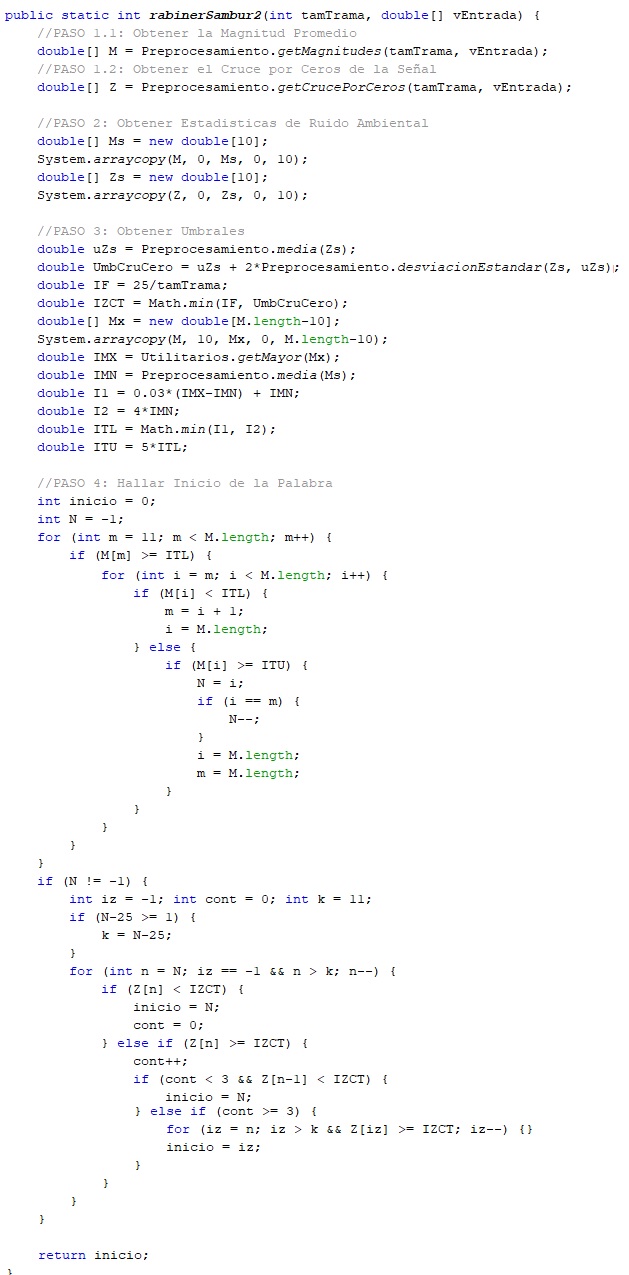 public static int rabinerSambur2(int tamTrama, double[] vEntrada) {
    //PASO 1.1: Obtener la Magnitud Promedio
    double[] M = Preprocesamiento.getMagnitudes(tamTrama, vEntrada);
    //PASO 1.2: Obtener el Cruce por Ceros de la Señal
    double[] Z = Preprocesamiento.getCrucePorCeros(tamTrama, vEntrada);

    //PASO 2: Obtener Estadisticas de Ruido Ambiental
    double[] Ms = new double[10];
    System.arraycopy(M, 0, Ms, 0, 10);
    double[] Zs = new double[10];
    System.arraycopy(Z, 0, Zs, 0, 10);

    //PASO 3: Obtener Umbrales
    double uZs = Preprocesamiento.media(Zs);
    double UmbCruCero = uZs + 2*Preprocesamiento.desviacionEstandar(Zs, uZs);
    double IF = 25/tamTrama;
    double IZCT = Math.min(IF, UmbCruCero);
    double[] Mx = new double[M.length-10];
    System.arraycopy(M, 10, Mx, 0, M.length-10);
    double IMX = Utilitarios.getMayor(Mx);
    double IMN = Preprocesamiento.media(Ms);
    double I1 = 0.03*(IMX-IMN) + IMN;
    double I2 = 4*IMN;
    double ITL = Math.min(I1, I2);
    double ITU = 5*ITL;

    //PASO 4: Hallar Inicio de la Palabra
    int inicio = 0;
    int N = -1;
    for (int m = 11; m < M.length; m++) {
        if (M[m] >= ITL) {
            for (int i = m; i < M.length; i++) {
                if (M[i] < ITL) {
                    m = i + 1;
                    i = M.length;
                } else {
                    if (M[i] >= ITU) {
                        N = i;
                        if (i == m) {
                            N--;
                        }
                        i = M.length;
                        m = M.length;
                    }
                }
            }
        }
    }
    if (N != -1) {
        int iz = -1; int cont = 0; int k = 11;
        if (N-25 >= 1) {
            k = N-25;
        }
        for (int n = N; iz == -1 && n > k; n--) {
            if (Z[n] < IZCT) {
                inicio = N;
                cont = 0;
            } else if (Z[n] >= IZCT) {
                cont++;
                if (cont < 3 && Z[n-1] < IZCT) {
                    inicio = N;
                } else if (cont >= 3) {
                    for (iz = n; iz > k && Z[iz] >= IZCT; iz--) {}
                    inicio = iz;
                }
            }
        }
    }

    return inicio;
}